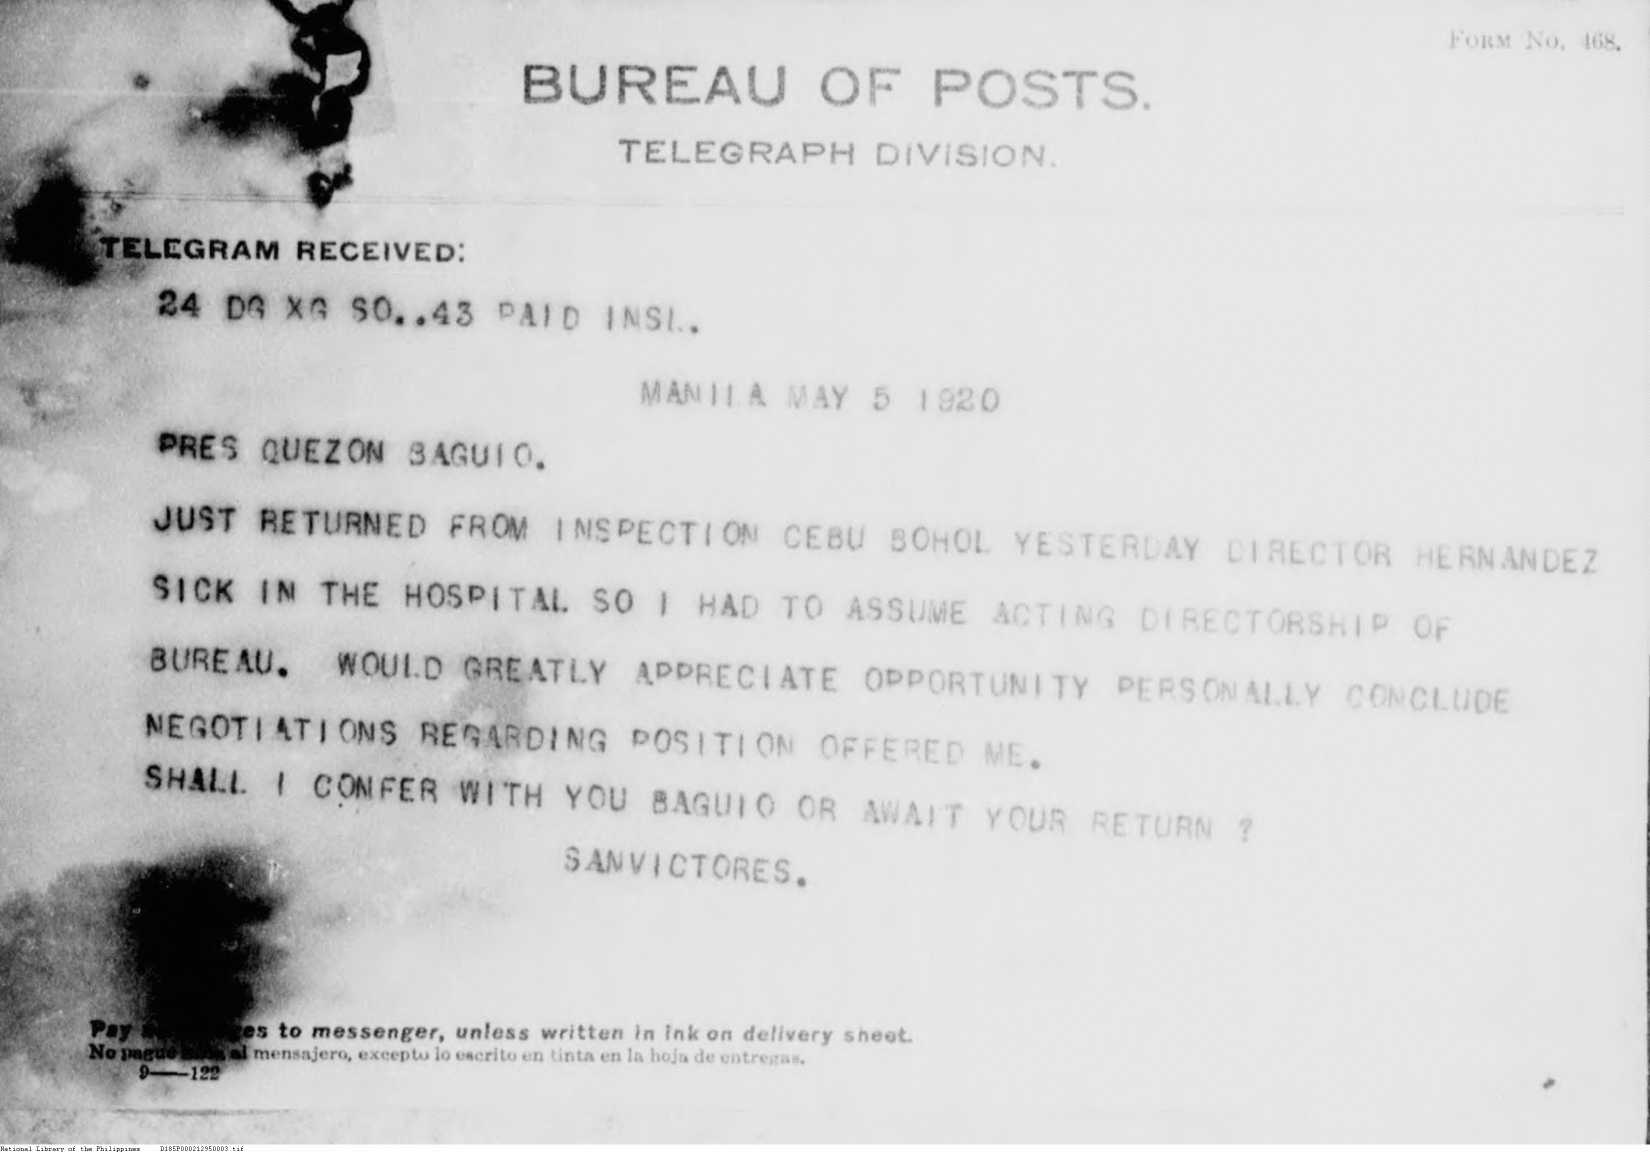 FORM NO. 468.
BUREAU OF POSTS.
TELEGRAPH DIVISION.
TELEGRAM RECEIVED:
24 DG XG SO..43 PAID INSL.
MANILA MAY 5 1920
PRES QUEZON BAGUIO.
JUST RETURNED FROM INSPECTION CEBU BOHOL YESTERDAY DIRECTOR HERNANDEZ
SICK IN THE HOSPITAL SO I HAD TO ASSUME ACTING DIRECTORSHIP OF
BUREAU. WOULD GREATLY APPRECIATE OPPORTUNITY PERSONALLY CONCLUDE
NEGOTIATIONS REGARDING POSITION OFFERED ME.
SHALL I CONFER WITH YOU BAGUIO OR AWAIT YOUR RETURN ?
SANVICTORES.
Pay to messenger, unless written in ink on delivery sheet.
No pague al mensajero, excepto lo escrito en tinta en la hoja de entregas.
9——122
National Library of the Philippines D185P000212950003.tif